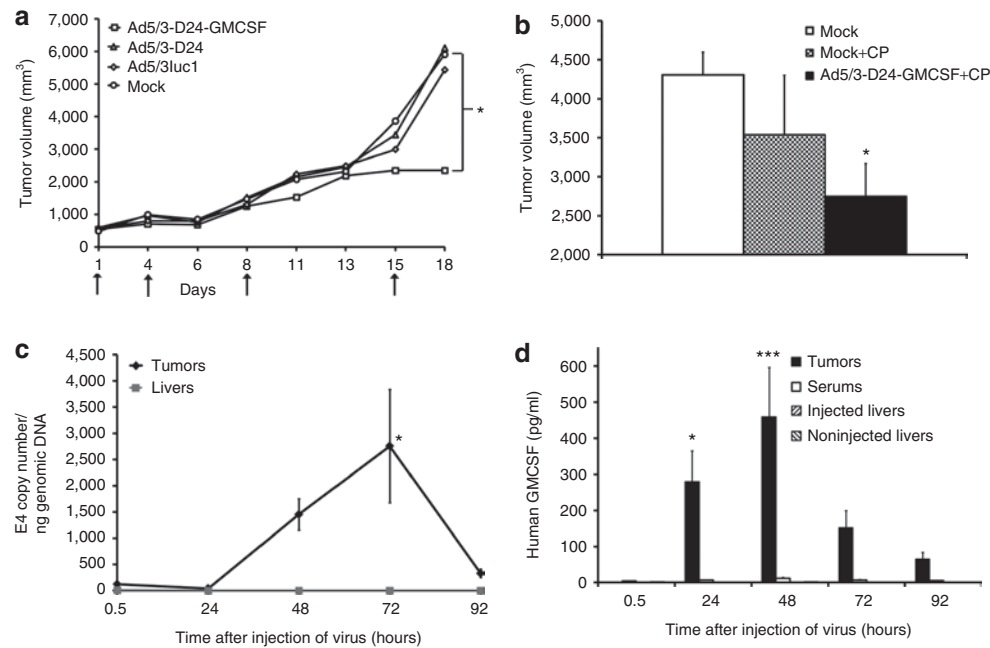 a
Tumor volume (mm3)
7,000
6,000
5,000
4,000
3,000
2,000
1,000
0
Ad5/3-D24-GMCSF
Ad5/3-D24
Ad5/3luc1
Mock
*
1 4 6 8 11 13 15 18
Days
b
Tumor volume (mm3)
5,000
4,500
4,000
3,500
3,000
2,500
2,000
Mock
Mock+CP
Ad5/3-D24-GMCSF+CP
*
c
E4 copy number/
ng genomic DNA
4,500
4,000
3,500
3,000
2,500
2,000
1,500
1,000
500
0
Tumors
Livers
*
0.5 24 48 72 92
Time after injection of virus (hours)
d
Human GMCSF (pg/ml)
600
500
400
300
200
100
0
Tumors
Serums
Injected livers
Noninjected livers
*
***
0.5 24 48 72 92
Time after injection of virus (hours)